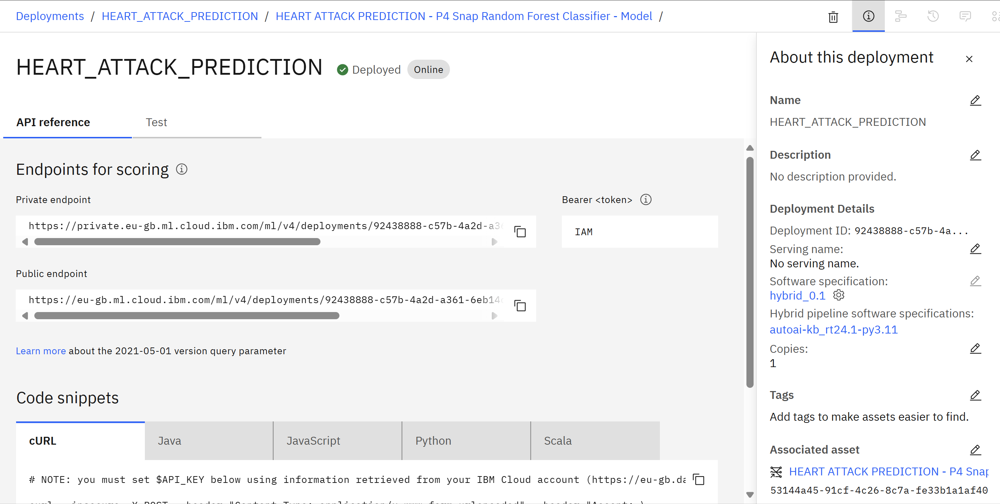 Deployments / HEART_ATTACK_PREDICTION / HEART ATTACK PREDICTION - P4 Snap Random Forest Classifier - Model /
HEART_ATTACK_PREDICTION Deployed Online
API reference Test
Endpoints for scoring
Private endpoint
https://private.eu-gb.ml.cloud.ibm.com/ml/v4/deployments/92438888-c57b-4a2d-a36
Bearer <token>
IAM
Public endpoint
https://eu-gb.ml.cloud.ibm.com/ml/v4/deployments/92438888-c57b-4a2d-a361-6eb14
Learn more about the 2021-05-01 version query parameter
Code snippets
cURL Java JavaScript Python Scala
# NOTE: you must set $API_KEY below using information retrieved from your IBM Cloud account (https://eu-gb.da
About this deployment
Name
HEART_ATTACK_PREDICTION
Description
No description provided.
Deployment Details
Deployment ID: 92438888-c57b-4a...
Serving name:
No serving name.
Software specification:
hybrid_0.1
Hybrid pipeline software specifications:
autoai-kb_rt24.1-py3.11
Copies:
1
Tags
Add tags to make assets easier to find.
Associated asset
HEART ATTACK PREDICTION - P4 Snap
53144a45-91cf-4c26-8c7a-fe33b1a1af40